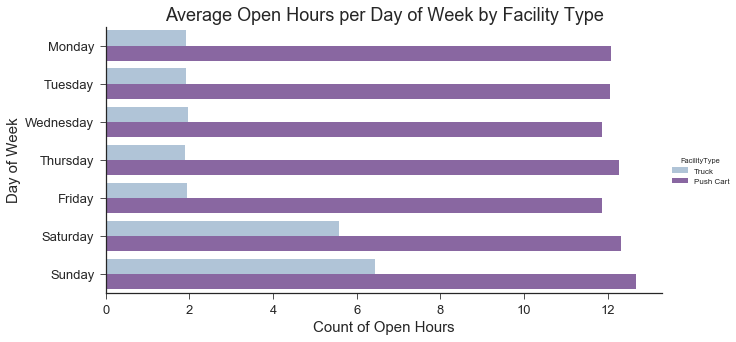 Average Open Hours per Day of Week by Facility Type
Day of Week
Monday
Tuesday
Wednesday
Thursday
Friday
Saturday
Sunday
0 2 4 6 8 10 12
Count of Open Hours
FacilityType
Truck
Push Cart